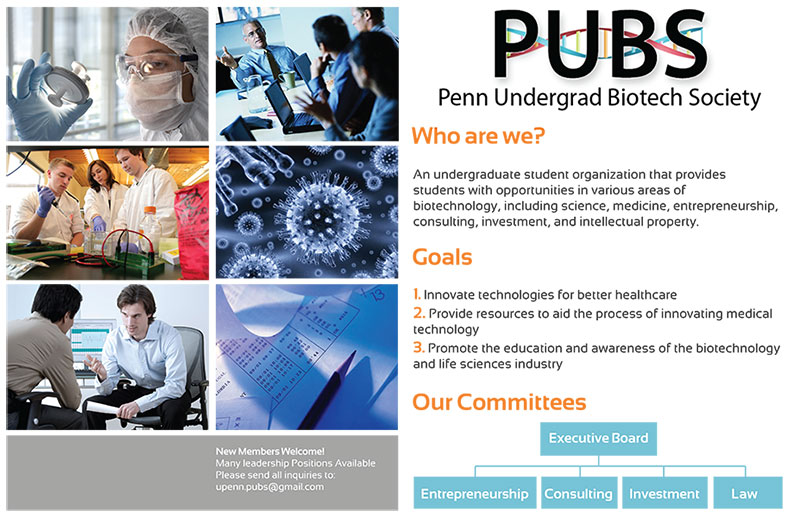 New Members Welcome!
Many leadership Positions Available
Please send all inquiries to:
upenn.pubs@gmail.com
PUBS
Penn Undergrad Biotech Society
Who are we?
An undergraduate student organization that provides
students with opportunities in various areas of
biotechnology, including science, medicine, entrepreneurship,
consulting, investment, and intellectual property.
Goals
1. Innovate technologies for better healthcare
2. Provide resources to aid the process of innovating medical
technology
3. Promote the education and awareness of the biotechnology
and life sciences industry
Our Committees
Executive Board
Entrepreneurship
Consulting
Investment
Law